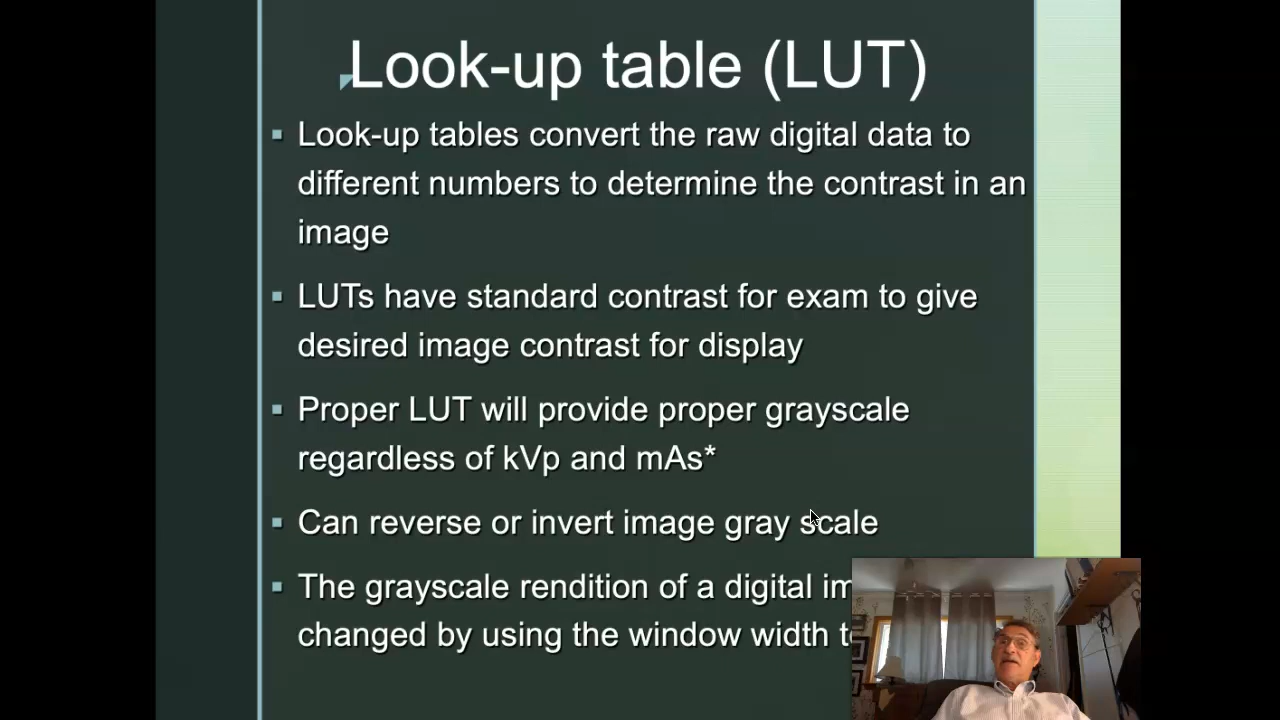 Look-up table (LUT)
Look-up tables convert the raw digital data to
different numbers to determine the contrast in an
image
LUTs have standard contrast for exam to give
desired image contrast for display
Proper LUT will provide proper grayscale
regardless of kVp and mAs*
Can reverse or invert image gray scale
The grayscale rendition of a digital
changed by using the window width